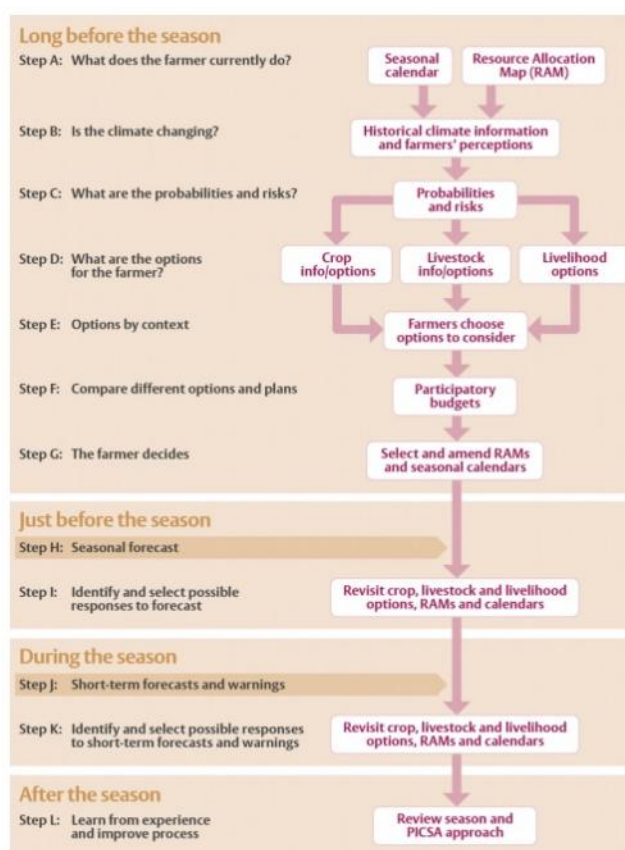 Long before the season
Step A: What does the farmer currently do?
Seasonal
calendar
Resource Allocation
Map (RAM)
Step B: Is the climate changing?
Historical climate information
and farmers' perceptions
Step C: What are the probabilities and risks?
Probabilities
and risks
Step D: What are the options
for the farmer?
Crop
info/options
Livestock
info/options
Livelihood
options
Step E: Options by context
Farmers choose
options to consider
Step F: Compare different options and plans
Participatory
budgets
Step G: The farmer decides
Select and amend RAMs
and seasonal calendars
Just before the season
Step H: Seasonal forecast
Step I: Identify and select possible
responses to forecast
Revisit crop, livestock and livelihood
options, RAMs and calendars
During the season
Step J: Short-term forecasts and warnings
Step K: Identify and select possible responses
to short-term forecasts and warnings
Revisit crop, livestock and livelihood
options, RAMs and calendars
After the season
Step L: Learn from experience
and improve process
Review season and
PICSA approach